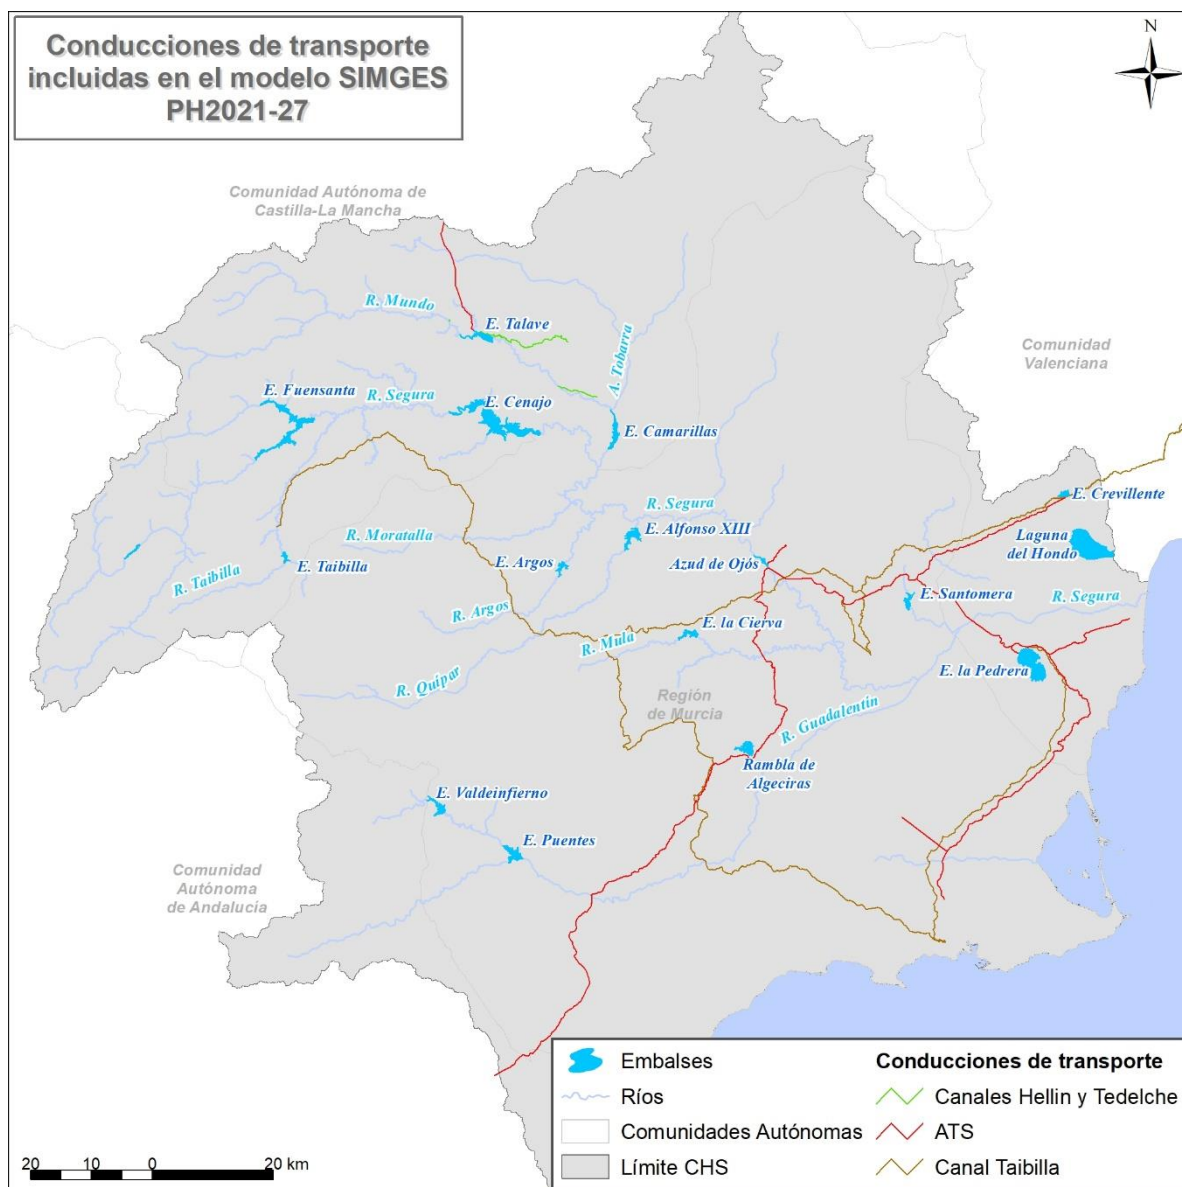 Conducciones de transporte
incluidas en el modelo SIMGES
PH2021-27
N
Comunidad Autónoma de
Castilla-La Mancha
R. Mundo
E. Talave
A. Tobarra
Comunidad
Valenciana
E. Fuensanta
R. Segura
E. Cenajo
E. Camarillas
E. Crevillente
R. Segura
E. Alfonso XIII
Laguna
del Hondo
R. Moratalla
E. Taibilla
E. Argos
Azud de Ojós
R. Taibilla
E. Santomera
R. Segura
R. Argos
E. la Cierva
R. Mula
E. la Pedrera
R. Quipar
Región
de Murcia
R. Guadalentín
Rambla de
Algeciras
E. Valdeinfierno
E. Puentes
Comunidad
Autónoma
de Andalucía
Embalses
Ríos
Comunidades Autónomas
Límite CHS
Conducciones de transporte
Canales Hellin y Tedelche
ATS
Canal Taibilla
20 10 0 20 km